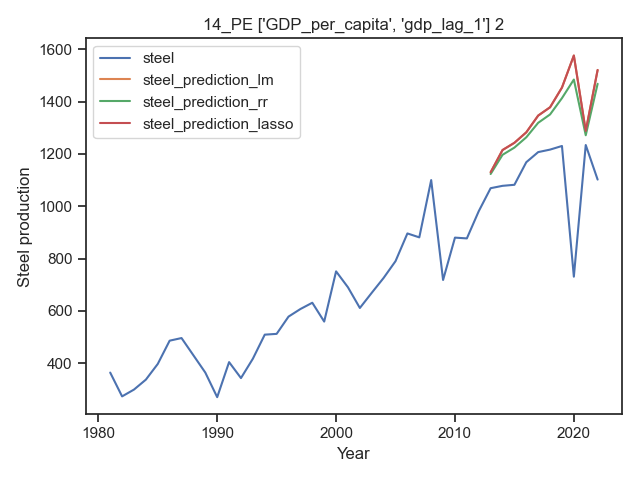 14_PE ['GDP_per_capita', 'gdp_lag_1'] 2
steel
steel_prediction_lm
steel_prediction_rr
steel_prediction_lasso
Steel production
1600
1400
1200
1000
800
600
400
1980
1990
2000
2010
2020
Year